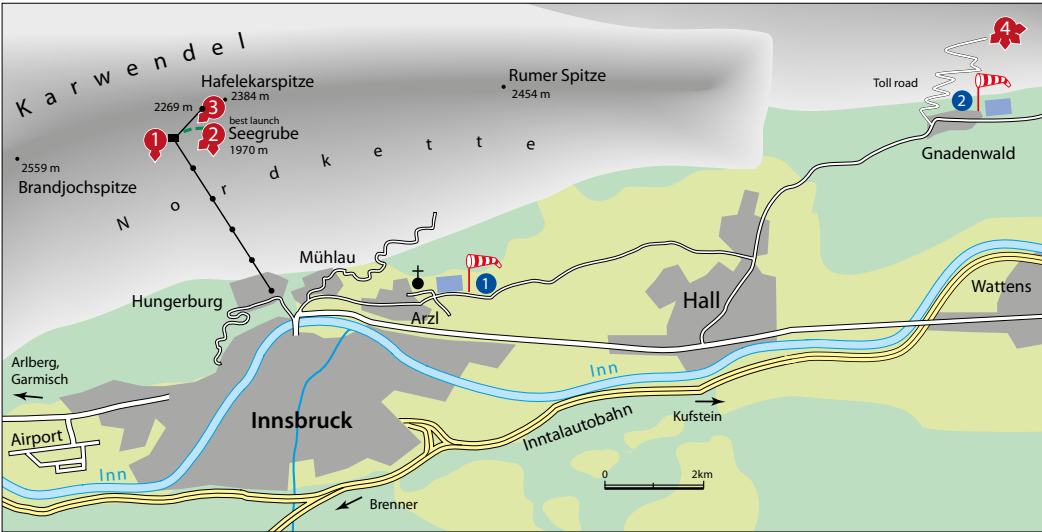 Karwendel
Hafelekarspitze
2384 m
2269 m
3
best launch
1
2
Seegrube
1970 m
Rumer Spitze
2454 m
4
Toll road
2
Gnadenwald
2559 m
Brandjochspitze
Nordkette
Mühlau
Hungerburg
1
Arzl
Hall
Wattens
Arlberg,
Garmisch
Inn
Kufstein
Innsbruck
Airport
Inntalautobahn
Inn
0
2km
Brenner